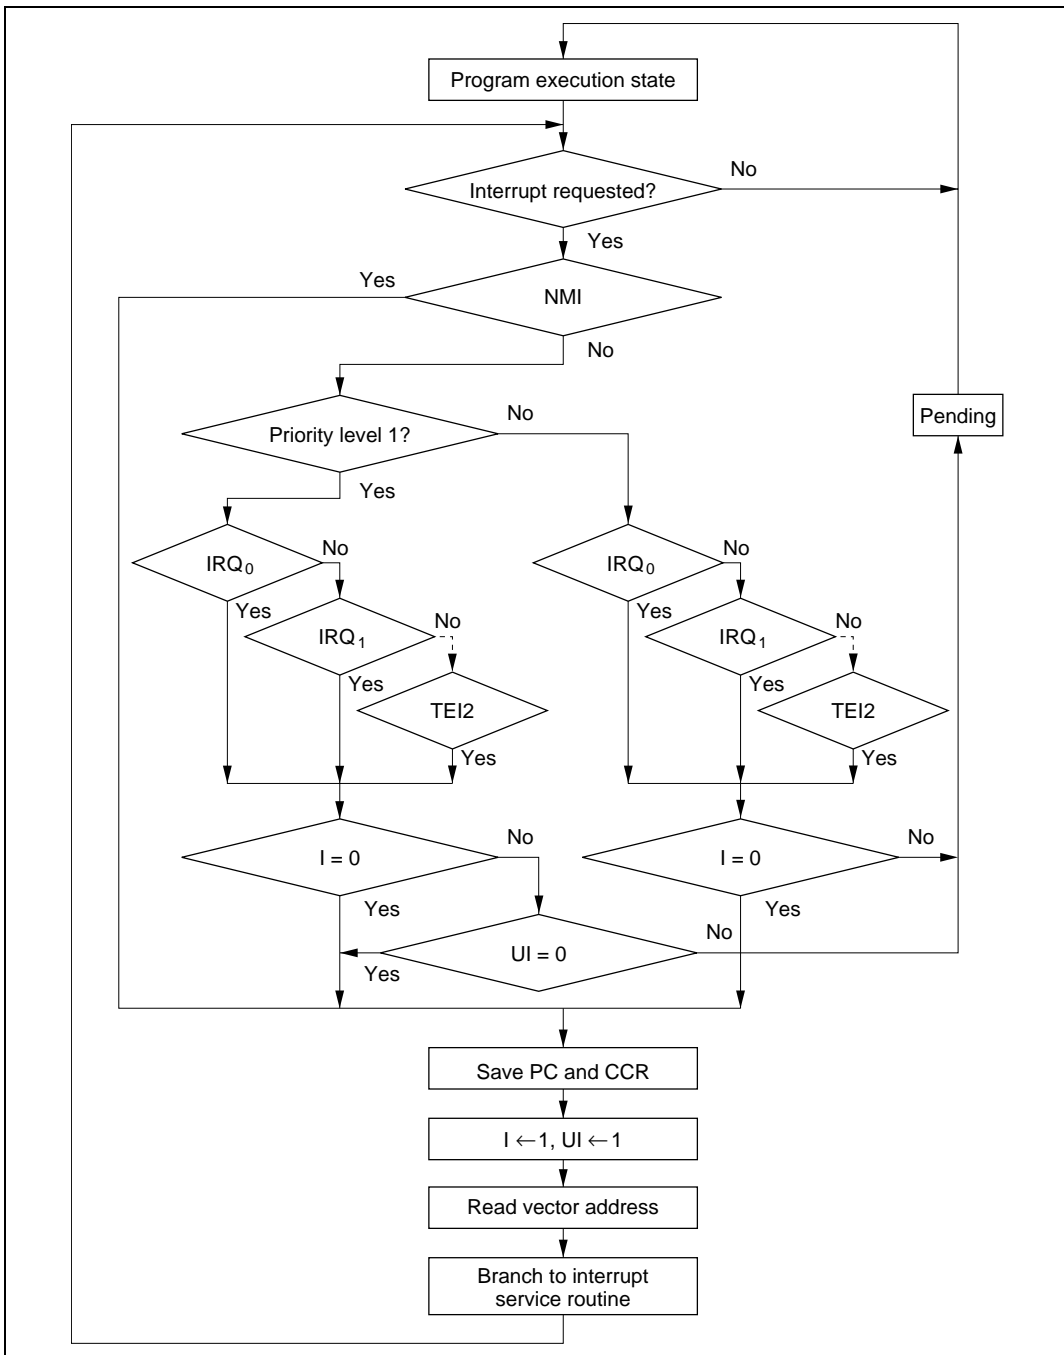 Program execution state
Interrupt requested?
No
Yes
Yes
NMI
No
Pending
Priority level 1?
No
Yes
IRQ0
No
Yes
IRQ1
No
Yes
TEI2
Yes
IRQ0
No
Yes
IRQ1
No
Yes
TEI2
Yes
I = 0
No
Yes
I = 0
No
Yes
UI = 0
No
Yes
Save PC and CCR
I ←1, UI ←1
Read vector address
Branch to interrupt
service routine